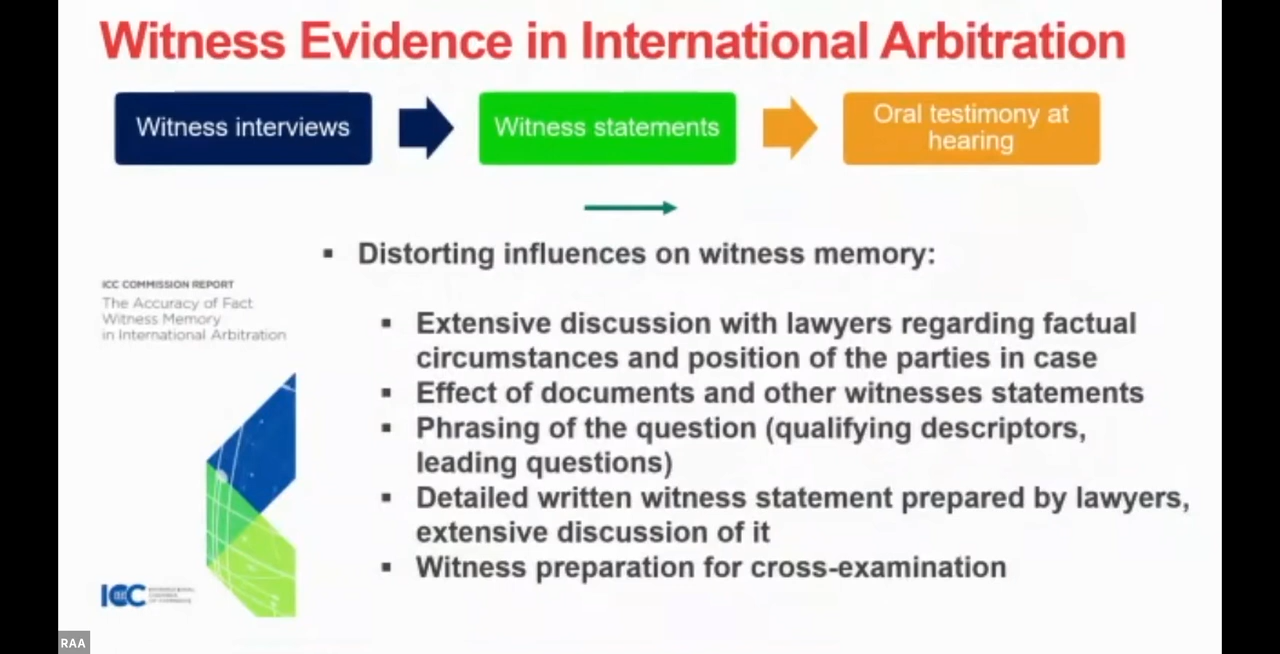 Witness Evidence in International Arbitration
Witness interviews
Witness statements
Oral testimony at
hearing
▪ Distorting influences on witness memory:
ICC COMMISSION REPORT
The Accuracy of Fact
Witness Memory
in International Arbitration
▪ Extensive discussion with lawyers regarding factual
circumstances and position of the parties in case
▪ Effect of documents and other witnesses statements
▪ Phrasing of the question (qualifying descriptors,
leading questions)
▪ Detailed written witness statement prepared by lawyers,
extensive discussion of it
▪ Witness preparation for cross-examination
ICC
RAA